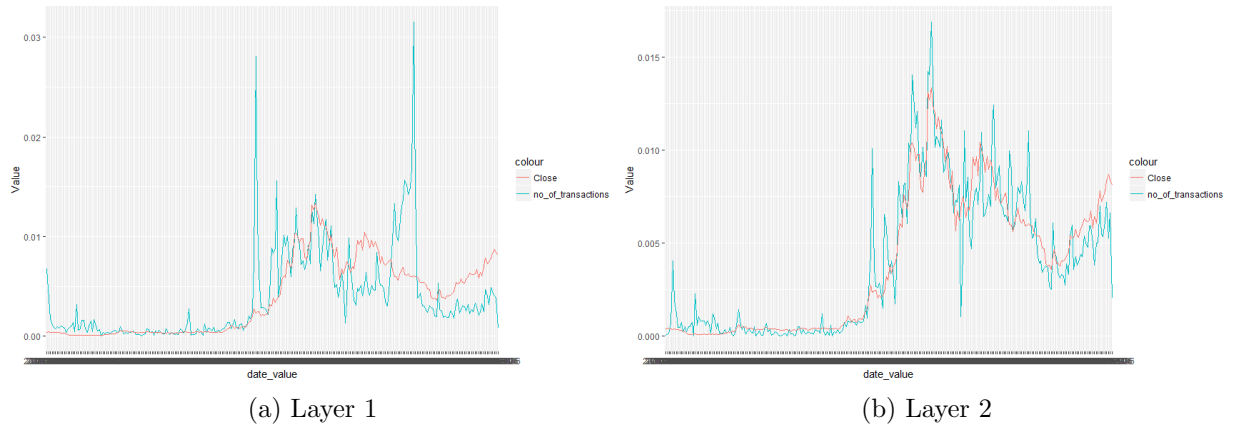 0.03
0.02
0.01
0.00
Value
date_value
colour
Close
no_of_transactions
(a) Layer 1
0.015
0.010
0.005
0.000
Value
date_value
colour
Close
no_of_transactions
(b) Layer 2